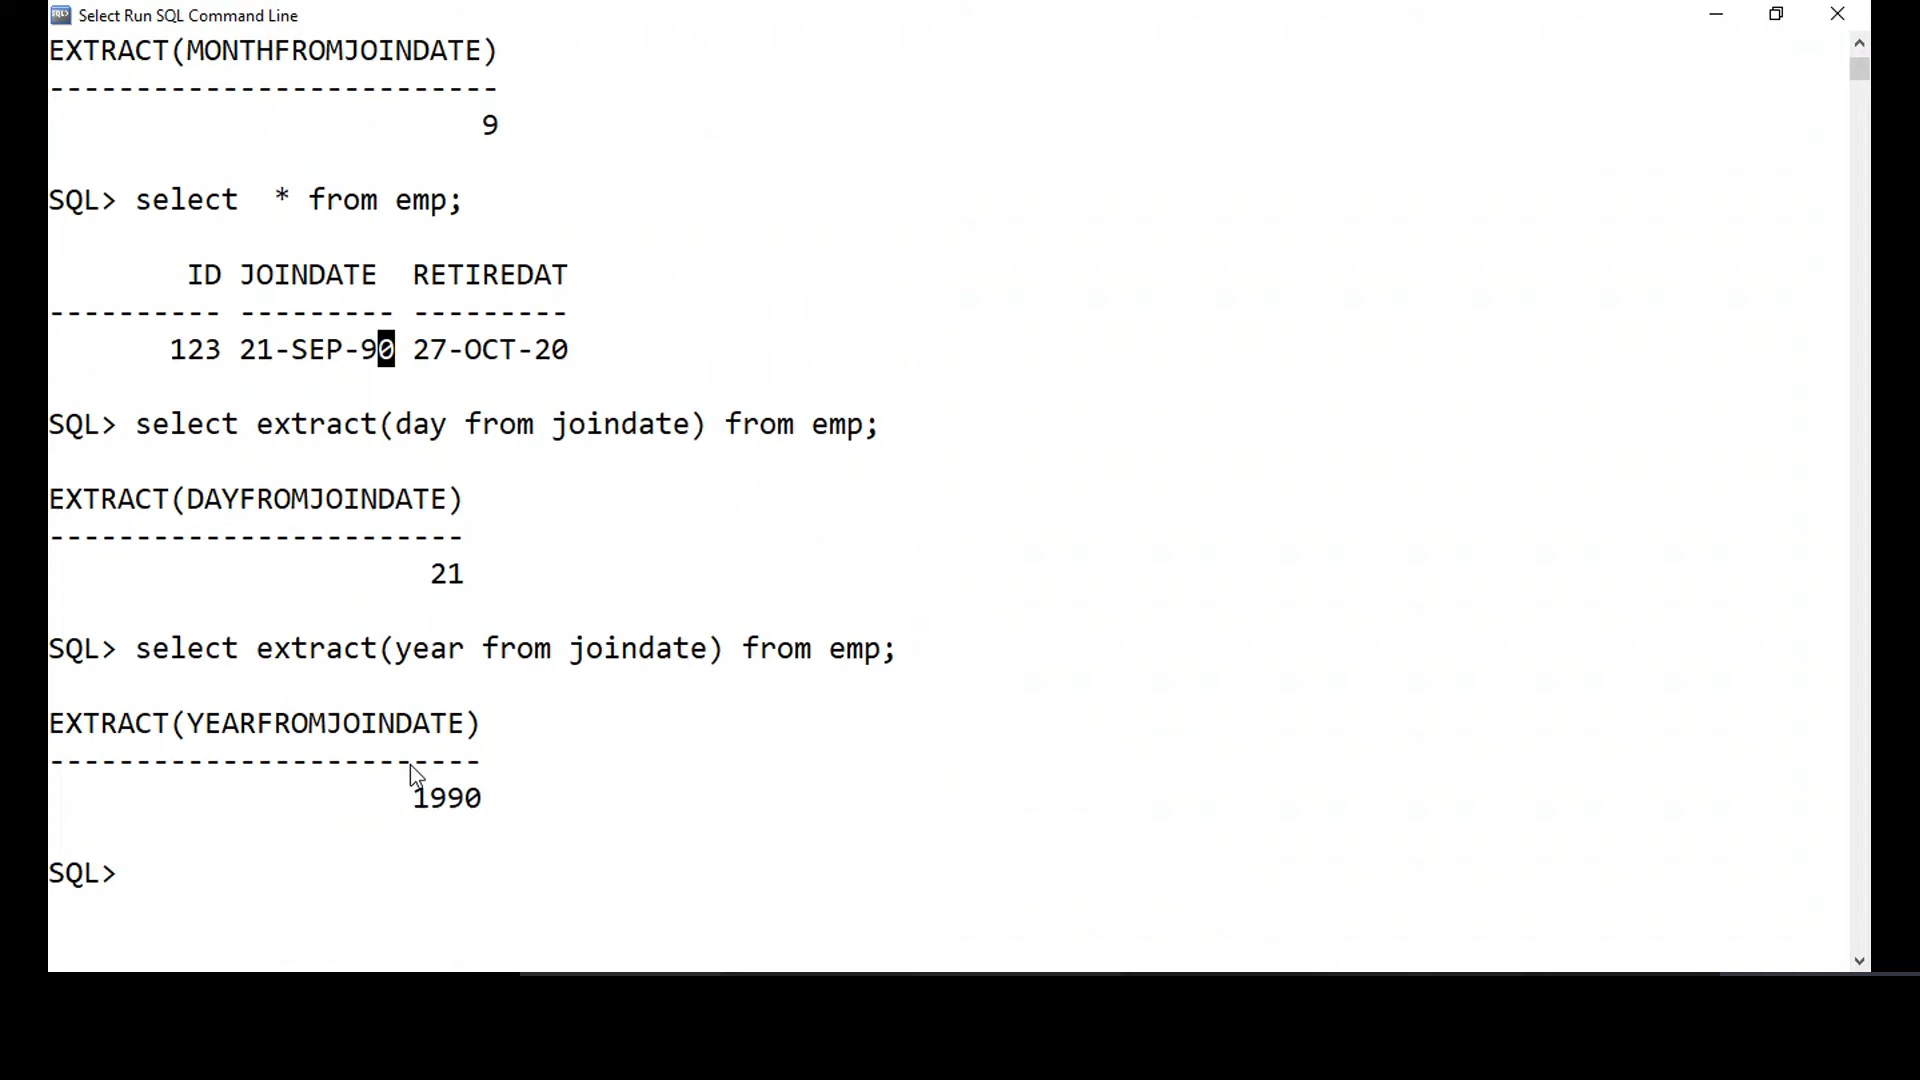 Select Run SQL Command Line
EXTRACT(MONTHFROMJOINDATE)
--------------------------
                         9
SQL> select  * from emp;
        ID JOINDATE  RETIREDAT
---------- --------- ---------
       123 21-SEP-90 27-OCT-20
SQL> select extract(day from joindate) from emp;
EXTRACT(DAYFROMJOINDATE)
------------------------
                      21
SQL> select extract(year from joindate) from emp;
EXTRACT(YEARFROMJOINDATE)
-------------------------
                     1990
SQL>